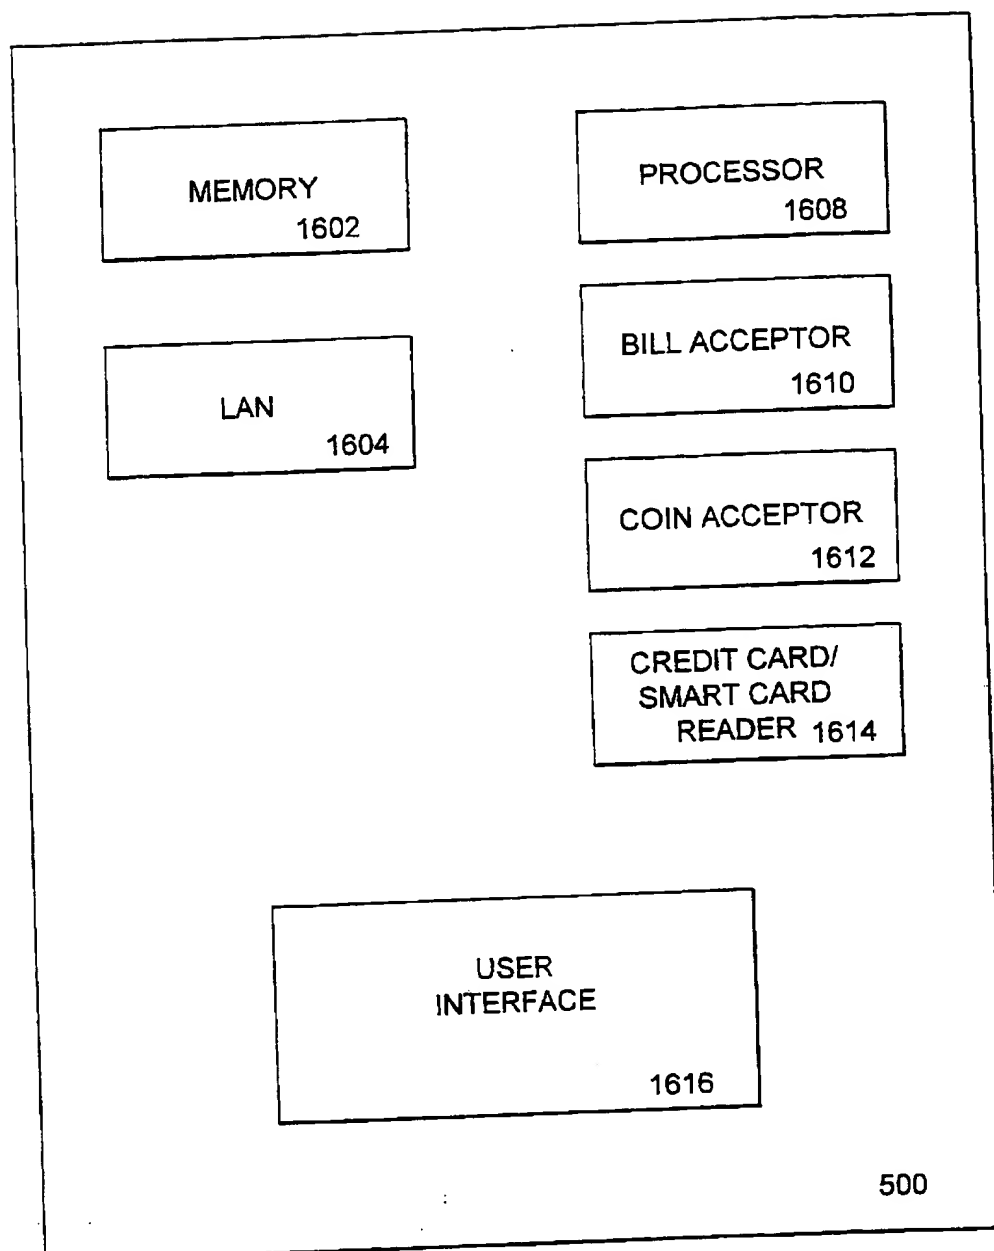 MEMORY
1602
PROCESSOR
1608
LAN
1604
BILL ACCEPTOR
1610
COIN ACCEPTOR
1612
CREDIT CARD/
SMART CARD
READER 1614
USER
INTERFACE
1616
500